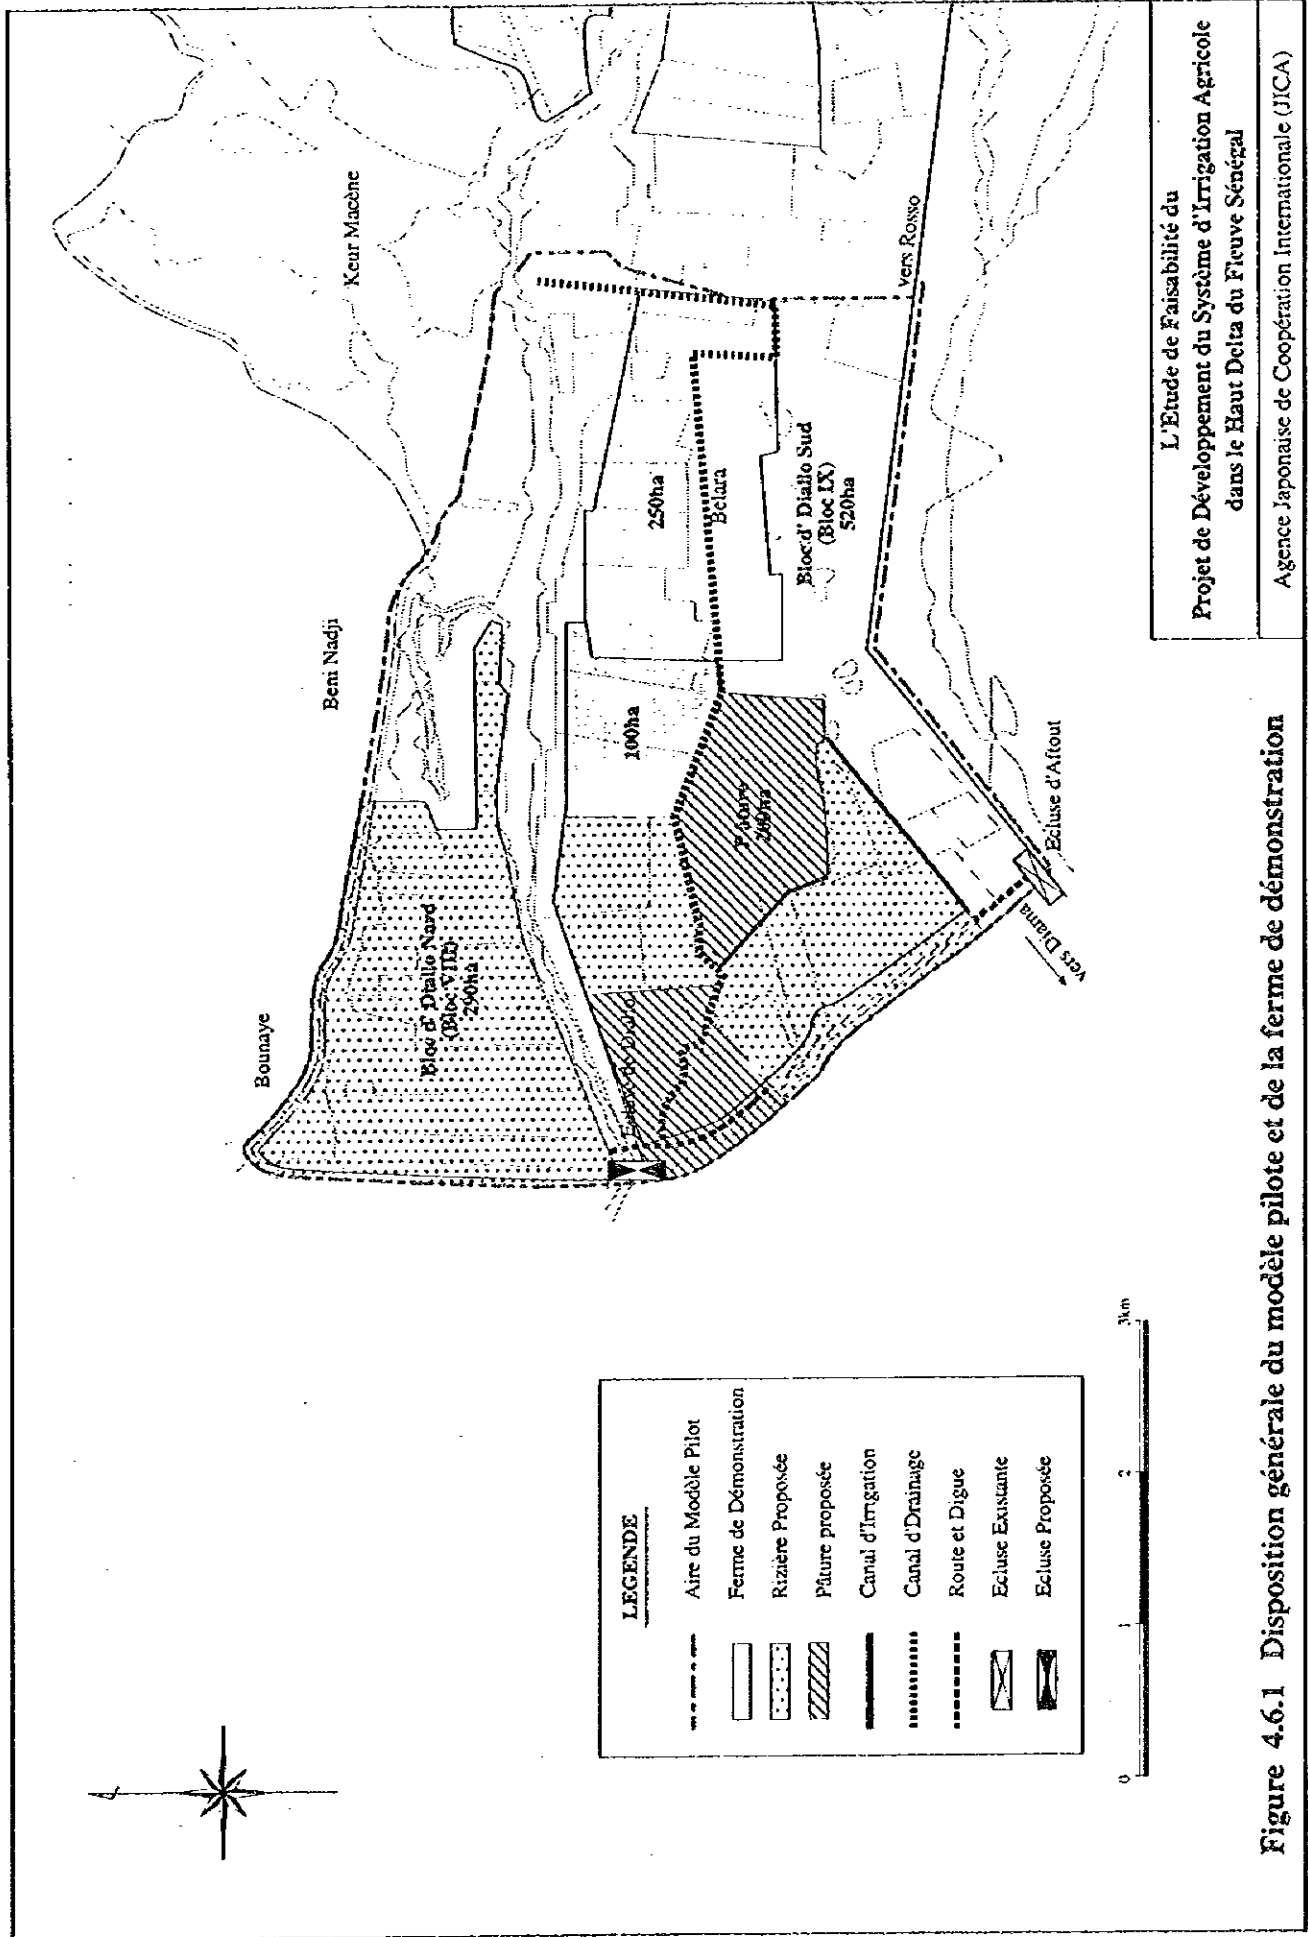 Keur Macène
Beni Nadji
Bounaye
Bloc d' Diallo Nord
(Bloc VIII)
290ha
250ha
Belara
100ha
Bloc d' Diallo Sud
(Bloc IX)
520ha
Vers Rosso
Ecluse d'Aftout
vers Diama
LEGENDE
Aire du Modèle Pilot
Ferme de Démonstration
Rizière Proposée
Pâture proposée
Canal d'Irrigation
Canal d'Drainage
Route et Digue
Ecluse Existante
Ecluse Proposée
0 1 2 3km
L'Etude de Faisabilité du
Projet de Développement du Système d'Irrigation Agricole
dans le Haut Delta du Fleuve Sénégal
Agence Japonaise de Coopération Internationale (JICA)
Figure 4.6.1 Disposition générale du modèle pilote et de la ferme de démonstration